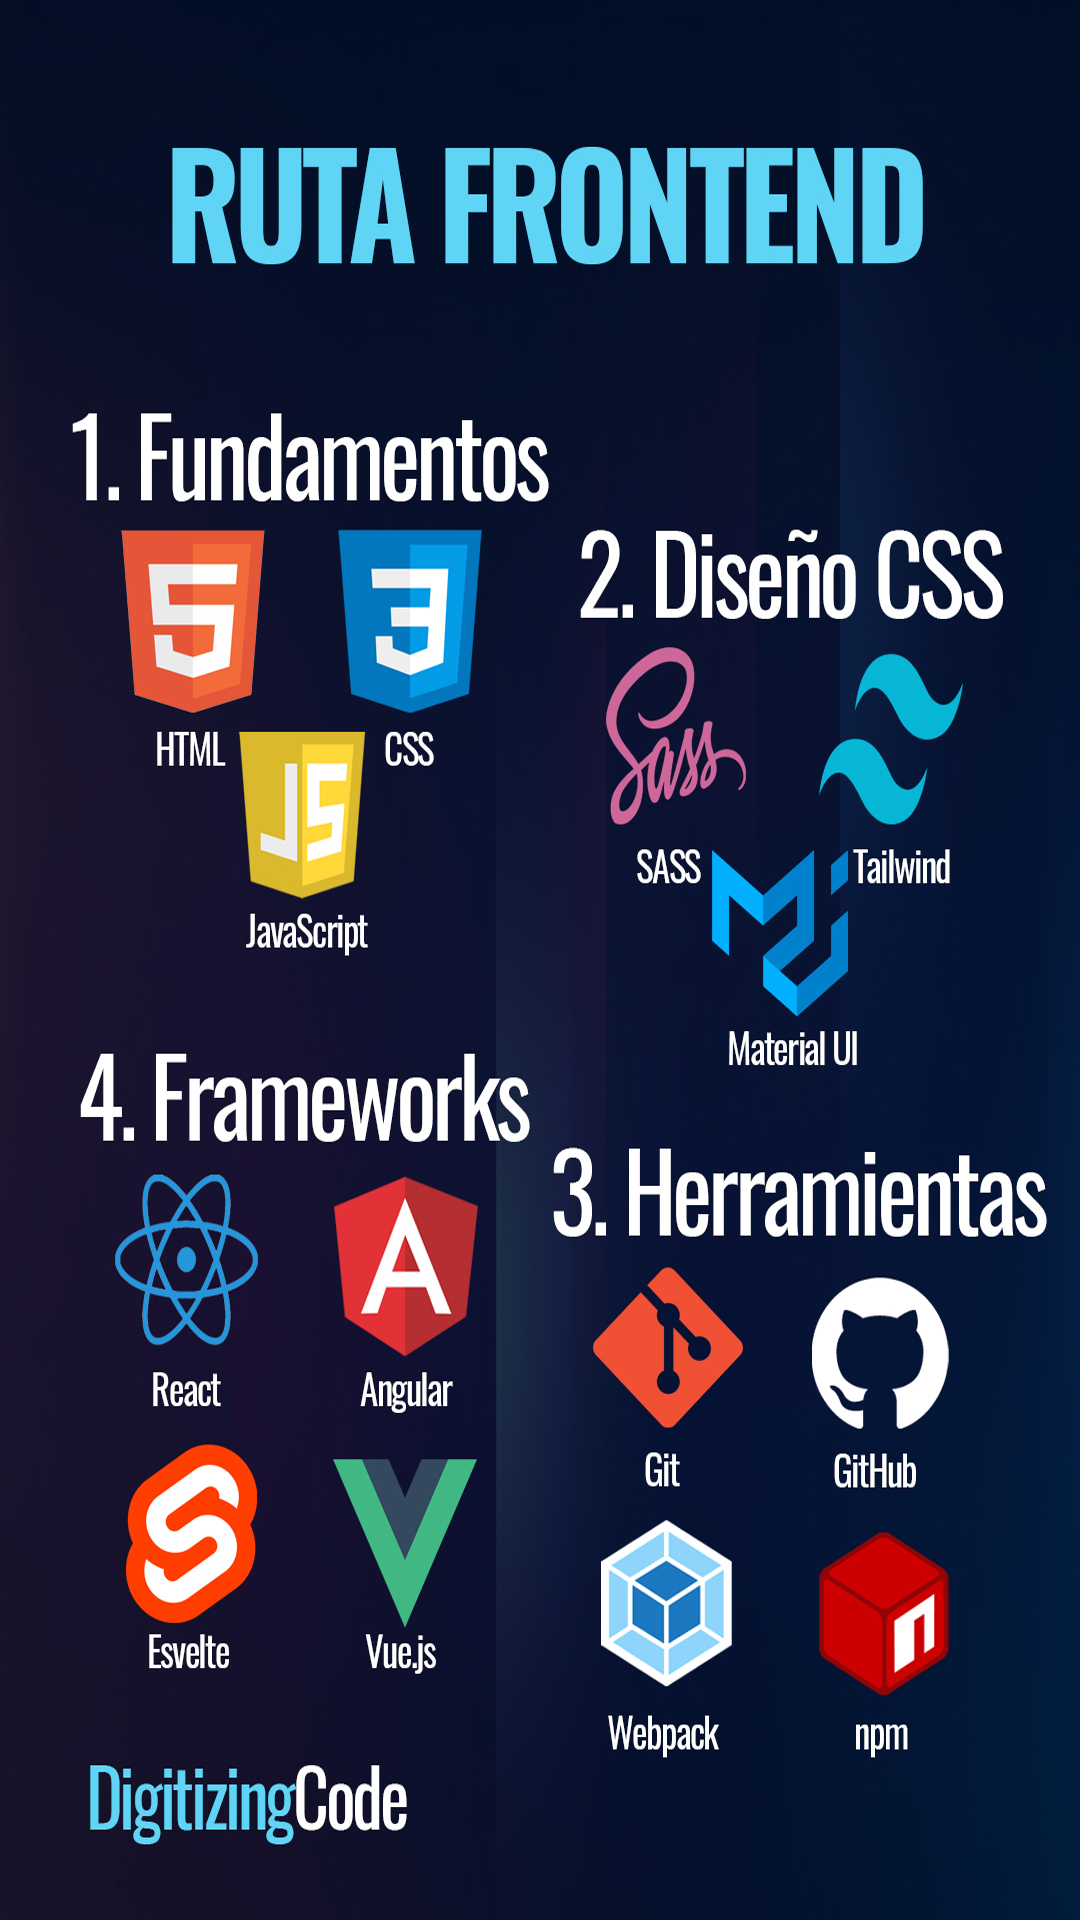 RUTA FRONTEND
1. Fundamentos
HTML
CSS
JS
JavaScript
2. Diseño CSS
Sass
SASS
Tailwind
Material UI
3. Herramientas
Git
GitHub
Webpack
n
npm
4. Frameworks
A
React
Angular
Esvelte
Vue.js
DigitizingCode